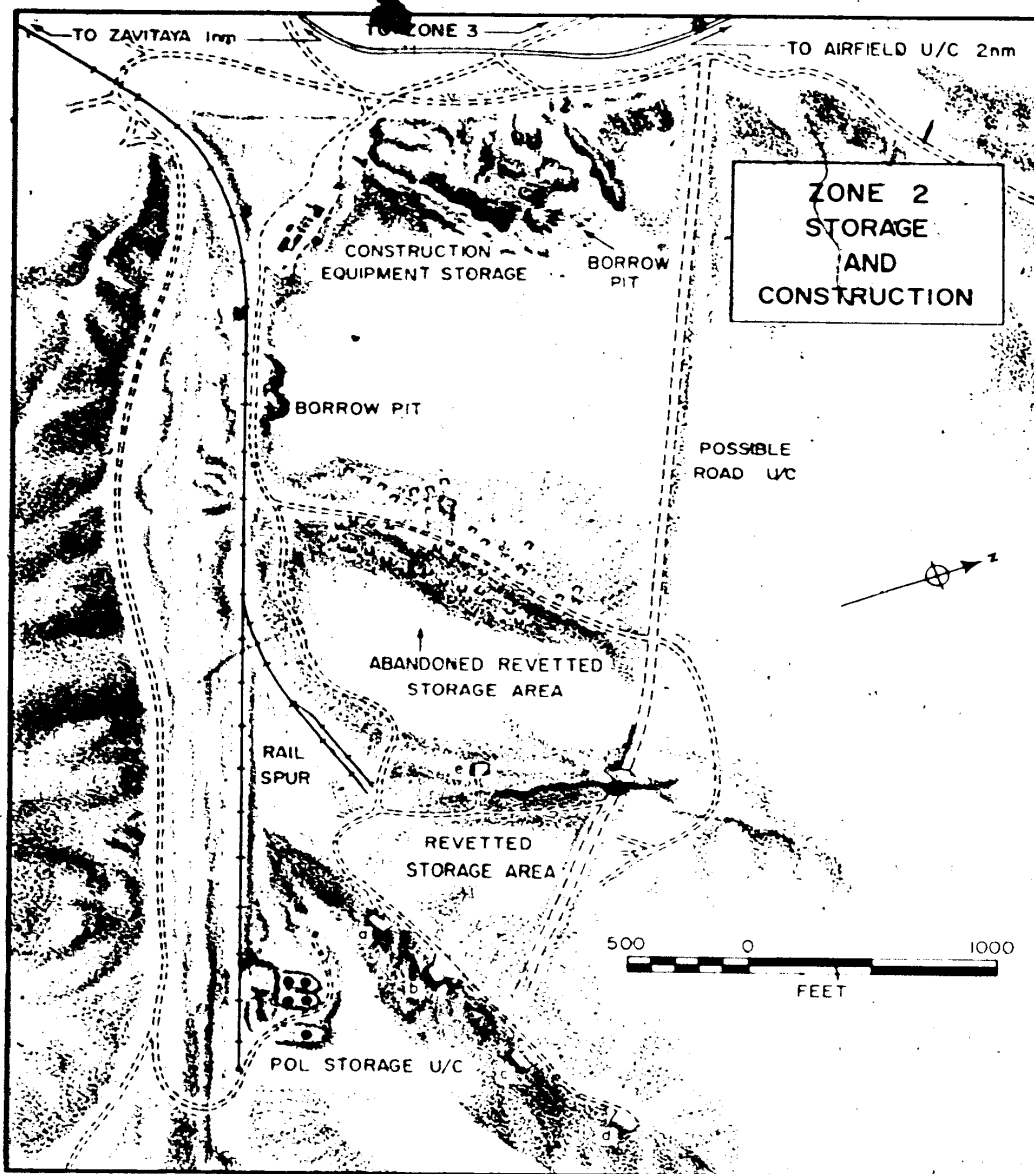 TO ZAVITAYA 1nm
TO ZONE 3
TO AIRFIELD U/C 2nm
ZONE 2
STORAGE
AND
CONSTRUCTION
CONSTRUCTION
EQUIPMENT STORAGE
BORROW
PIT
BORROW PIT
POSSIBLE
ROAD U/C
N
ABANDONED REVETTED
STORAGE AREA
RAIL
SPUR
e
REVETTED
STORAGE AREA
a
b
c
d
500 0 1000
FEET
POL STORAGE U/C